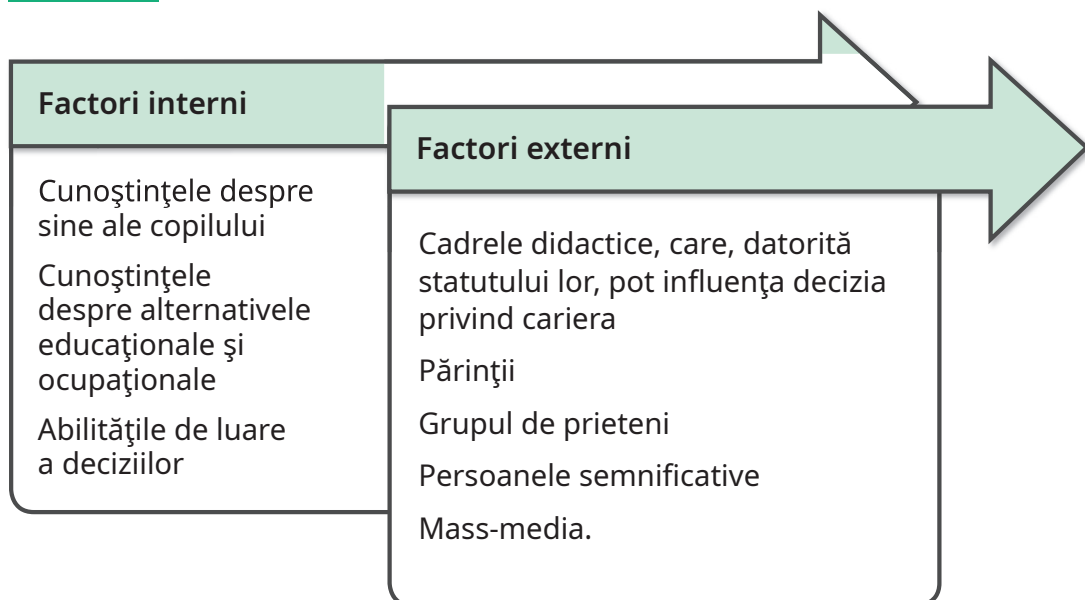 Factori interni
Cunoştinţele despre
sine ale copilului
Cunoştinţele
despre alternativele
educaţionale şi
ocupaţionale
Abilităţile de luare
a deciziilor
Factori externi
Cadrele didactice, care, datorită
statutului lor, pot influenţa decizia
privind cariera
Părinţii
Grupul de prieteni
Persoanele semnificative
Mass-media.